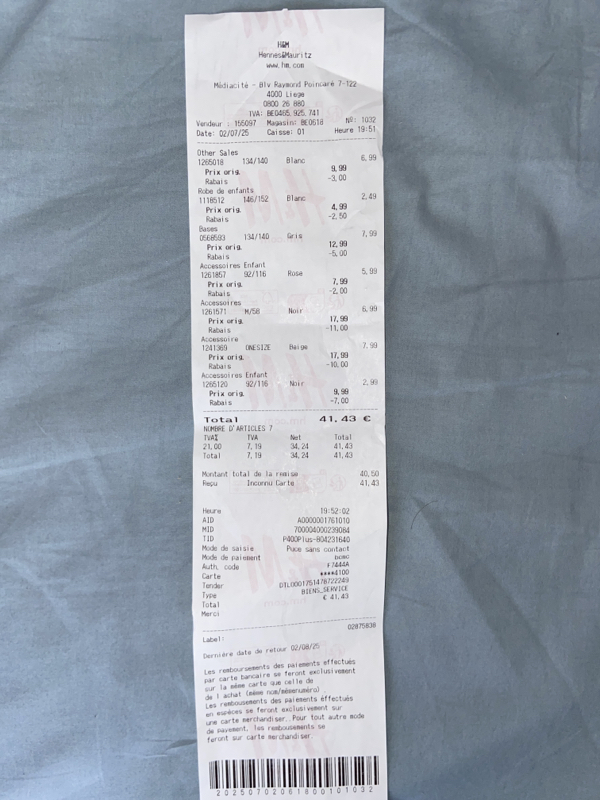 H&M
Hennes&Mauritz
www.hm.com
Médiacité - Blv Raymond Poincaré 7-122
4000 Liege
0800 26 880
TVA: BE0465.925.741
Vendeur : 155097 Magasin: BE0618 Nº: 1032
Date: 02/07/25 Caisse: 01 Heure 19:51
Other Sales
1265018 134/140 Blanc 6,99
Prix orig. 9,99
Rabais -3,00
Robe de enfants
1118512 146/152 Blanc 2,49
Prix orig. 4,99
Rabais -2,50
Bases
0568593 134/140 Gris 7,99
Prix orig. 12,99
Rabais -5,00
Accessoires Enfant
1261857 92/116 Rose 5,99
Prix orig. 7,99
Rabais -2,00
Accessoires
1261571 M/58 Noir 6,99
Prix orig. 17,99
Rabais -11,00
Accessoire
1241369 ONESIZE Beige 7,99
Prix orig. 17,99
Rabais -10,00
Accessoires Enfant
1265120 92/116 Noir 2,99
Prix orig. 9,99
Rabais -7,00
Total 41,43 €
NOMBRE D'ARTICLES 7
TVA% TVA Net Total
21,00 7,19 34,24 41,43
Total 7,19 34,24 41,43
Montant total de la remise 40,50
Reçu Inconnu Carte 41,43
Heure 19:52:02
AID A0000001761010
MID 700004000239084
TID P400Plus-804231640
Mode de saisie Puce sans contact
Mode de paiement bcmc
Auth. code F7444A
Carte ****4100
Tender DTL0001751478722249
Type BIENS_SERVICE
Total € 41,43
Merci
02875838
Label:
Dernière date de retour 02/08/25
Les remboursements des paiements effectués
par carte bancaire se feront exclusivement
sur la même carte que celle de
de l achat (même nom/mêmenuméro)
Les remboursements des paiements éffectués
en espèces se feront exclusivement sur
une carte merchandiser. Pour tout autre mode
de payement, les rembousements se
feront sur carte merchandiser.
20250702061800101032